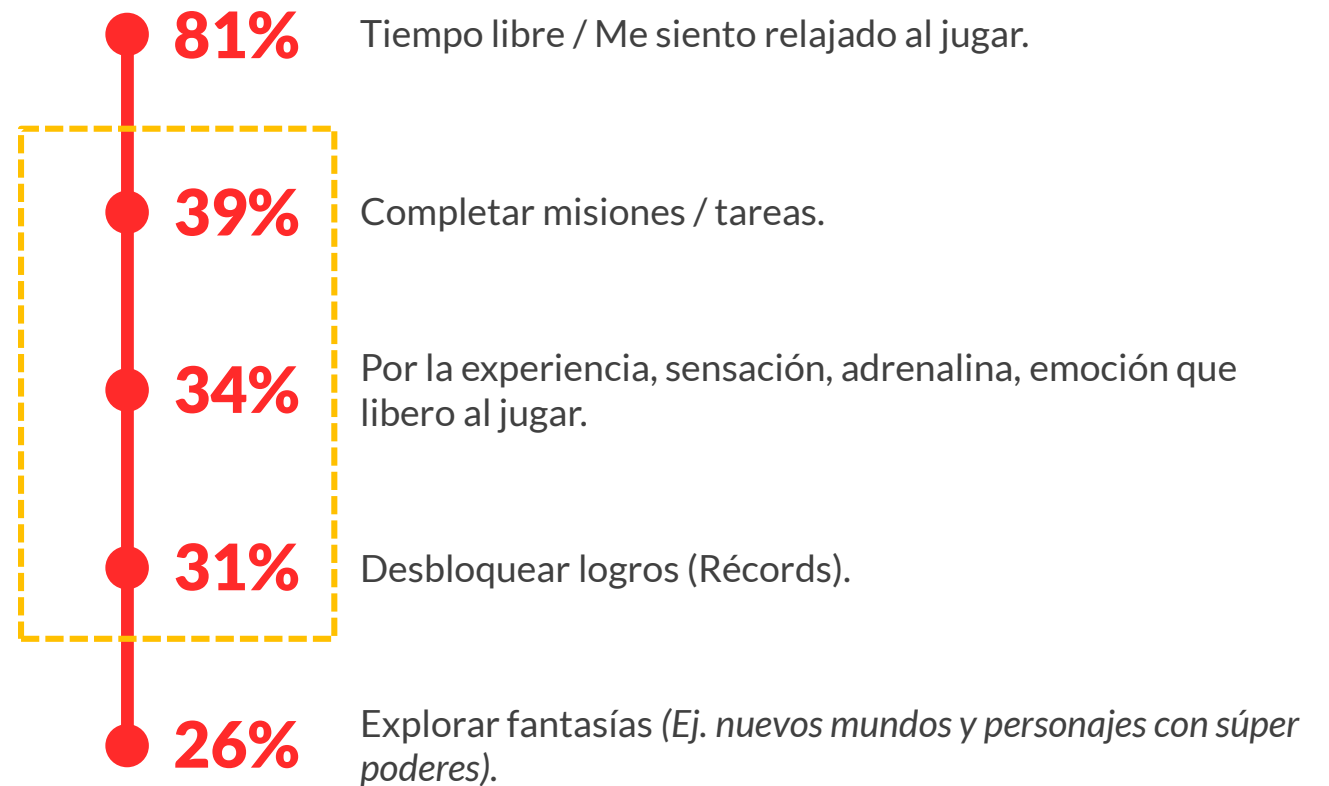 81% Tiempo libre / Me siento relajado al jugar.
39% Completar misiones / tareas.
34% Por la experiencia, sensación, adrenalina, emoción que
libero al jugar.
31% Desbloquear logros (Récords).
26% Explorar fantasías (Ej. nuevos mundos y personajes con súper
poderes).